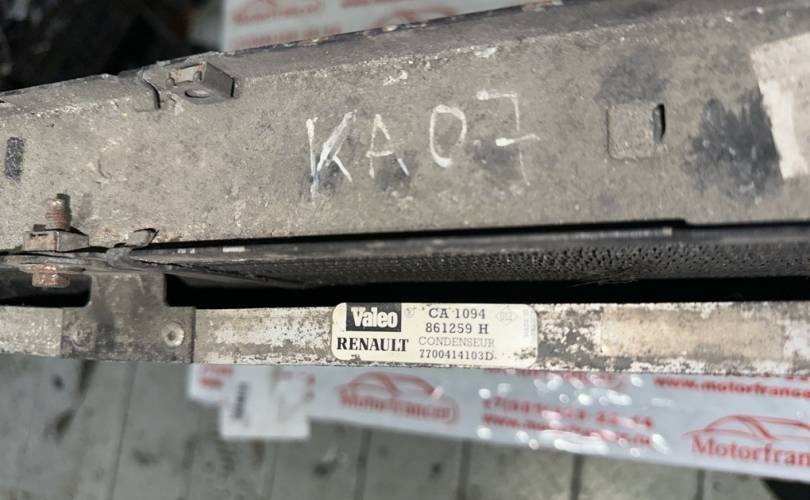 KA07
Valeo
CA 1094
861259 H
RENAULT
CONDENSEUR
7700414103D
www.motorfrance
Motorfrance
Motorfran